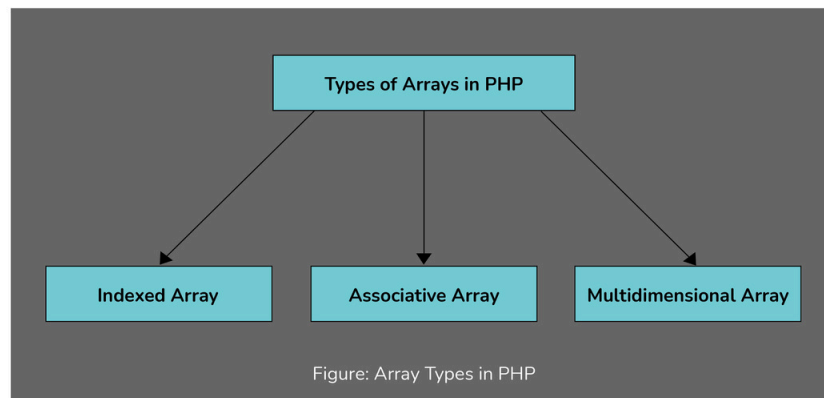 Types of Arrays in PHP
Indexed Array
Associative Array
Multidimensional Array
Figure: Array Types in PHP